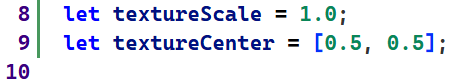 8 let textureScale = 1.0;
9 let textureCenter = [0.5, 0.5];
10